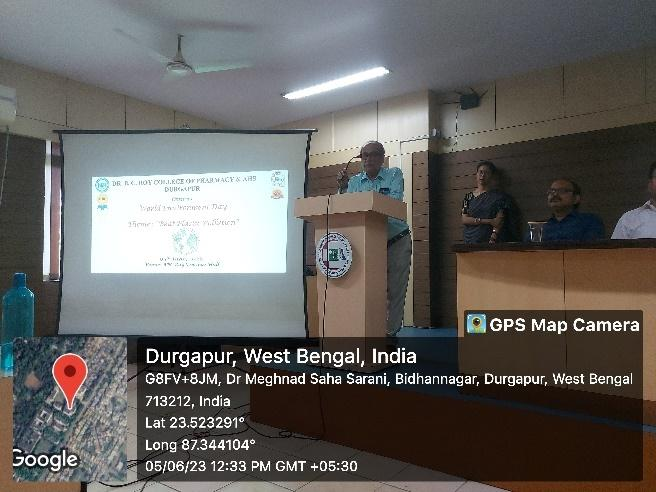 DR. B. C. ROY COLLEGE OF PHARMACY & AHS
DURGAPUR
World Environment Day
Theme: "Beat Plastic Pollution"
GPS Map Camera
Durgapur, West Bengal, India
G8FV+8JM, Dr Meghnad Saha Sarani, Bidhannagar, Durgapur, West Bengal
713212, India
Lat 23.523291°
Long 87.344104°
05/06/23 12:33 PM GMT +05:30
Google